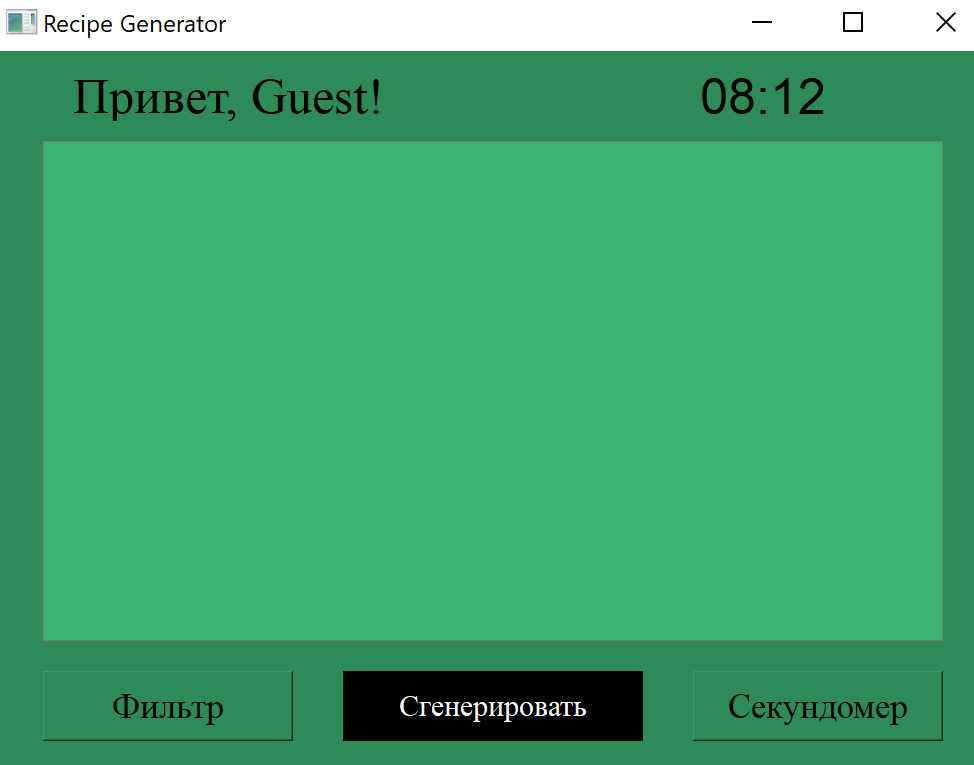 Recipe Generator
Привет, Guest!
08:12
Фильтр
Сгенерировать
Секундомер